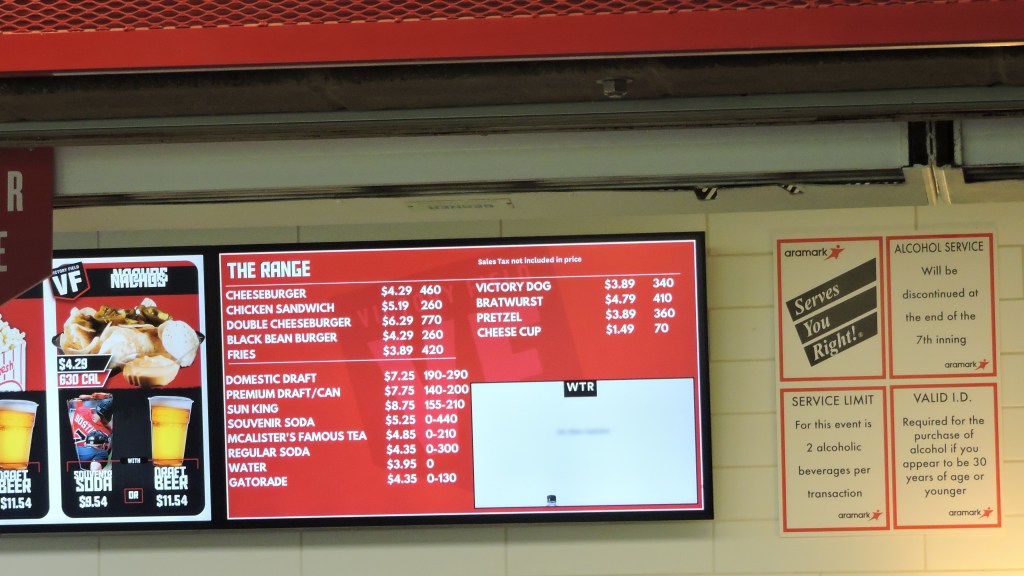 R
E
VICTORY FIELD
VF
NACHOS
$4.29
630 CAL
WITH
SOUVENIR SODA
$9.54
OR
DRAFT BEER
$11.54
DRAFT BEER
$11.54
THE RANGE
Sales Tax not included in price
CHEESEBURGER $4.29 460
CHICKEN SANDWICH $5.19 260
DOUBLE CHEESEBURGER $6.29 770
BLACK BEAN BURGER $4.29 260
FRIES $3.89 420
DOMESTIC DRAFT $7.25 190-290
PREMIUM DRAFT/CAN $7.75 140-200
SUN KING $8.75 155-210
SOUVENIR SODA $5.25 0-440
MCALISTER'S FAMOUS TEA $4.85 0-210
REGULAR SODA $4.35 0-300
WATER $3.95 0
GATORADE $4.35 0-130
VICTORY DOG $3.89 340
BRATWURST $4.79 410
PRETZEL $3.89 360
CHEESE CUP $1.49 70
WTR
aramark
Serves
You
Right!®
ALCOHOL SERVICE
Will be
discontinued at
the end of the
7th inning
aramark
SERVICE LIMIT
For this event is
2 alcoholic
beverages per
transaction
aramark
VALID I.D.
Required for the
purchase of
alcohol if you
appear to be 30
years of age or
younger
aramark